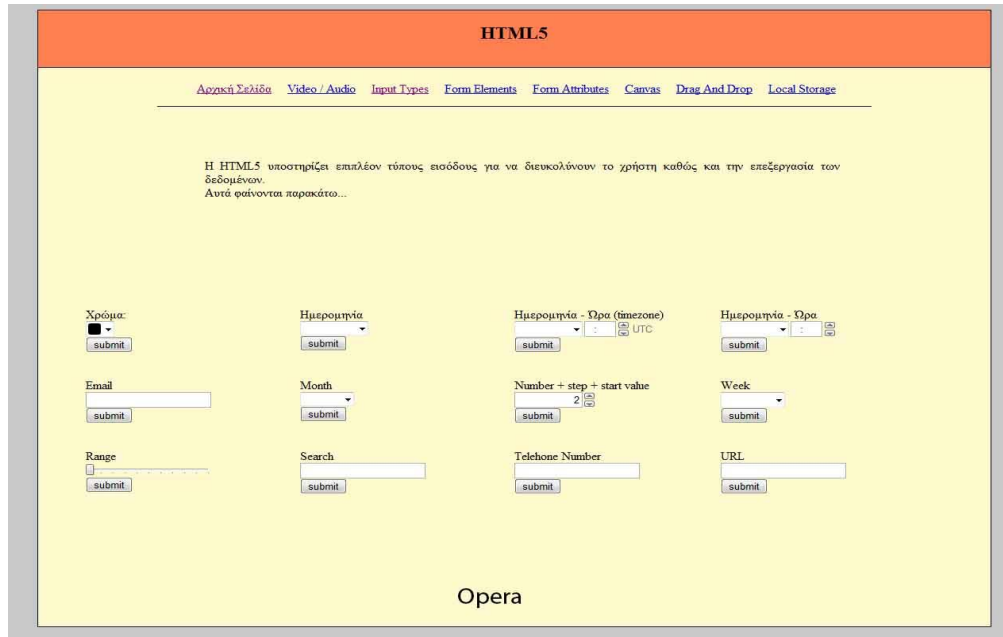 HTML5
Αρχική Σελίδα Video / Audio Input Types Form Elements Form Attributes Canvas Drag And Drop Local Storage
Η HTML5 υποστηρίζει επιπλέον τύπους εισόδους για να διευκολύνουν το χρήστη καθώς και την επεξεργασία των
δεδομένων.
Αυτά φαίνονται παρακάτω...
Χρώμα: Ημερομηνία Ημερομηνία - Ώρα (timezone) Ημερομηνία - Ώρα
: UTC :
submit submit submit submit
Email Month Number + step + start value Week
2
submit submit submit submit
Range Search Telehone Number URL
submit submit submit submit
Opera